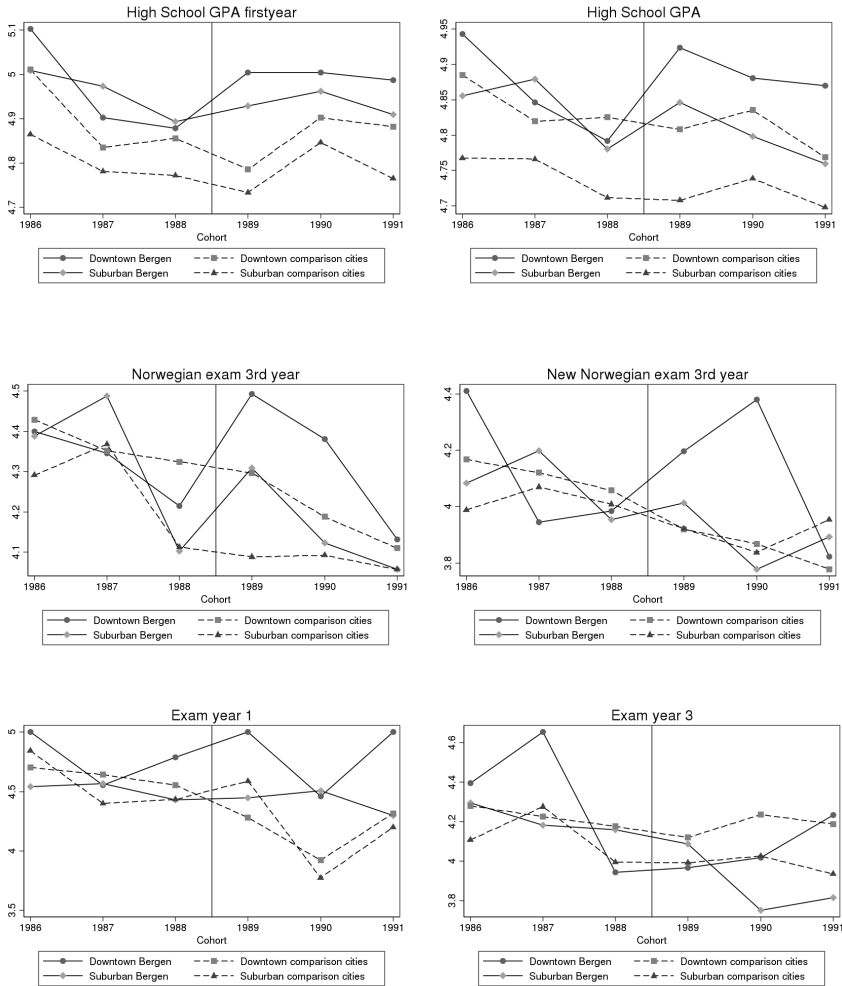 High School GPA firstyear
5.1
5
4.9
4.8
4.7
1986 1987 1988 1989 1990 1991
Cohort
Downtown Bergen Downtown comparison cities
Suburban Bergen Suburban comparison cities
High School GPA
4.95
4.9
4.85
4.8
4.75
4.7
1986 1987 1988 1989 1990 1991
Cohort
Downtown Bergen Downtown comparison cities
Suburban Bergen Suburban comparison cities
Norwegian exam 3rd year
4.5
4.4
4.3
4.2
4.1
1986 1987 1988 1989 1990 1991
Cohort
Downtown Bergen Downtown comparison cities
Suburban Bergen Suburban comparison cities
New Norwegian exam 3rd year
4.4
4.2
4
3.8
1986 1987 1988 1989 1990 1991
Cohort
Downtown Bergen Downtown comparison cities
Suburban Bergen Suburban comparison cities
Exam year 1
5
4.5
4
3.5
1986 1987 1988 1989 1990 1991
Cohort
Downtown Bergen Downtown comparison cities
Suburban Bergen Suburban comparison cities
Exam year 3
4.6
4.4
4.2
4
3.8
1986 1987 1988 1989 1990 1991
Cohort
Downtown Bergen Downtown comparison cities
Suburban Bergen Suburban comparison cities